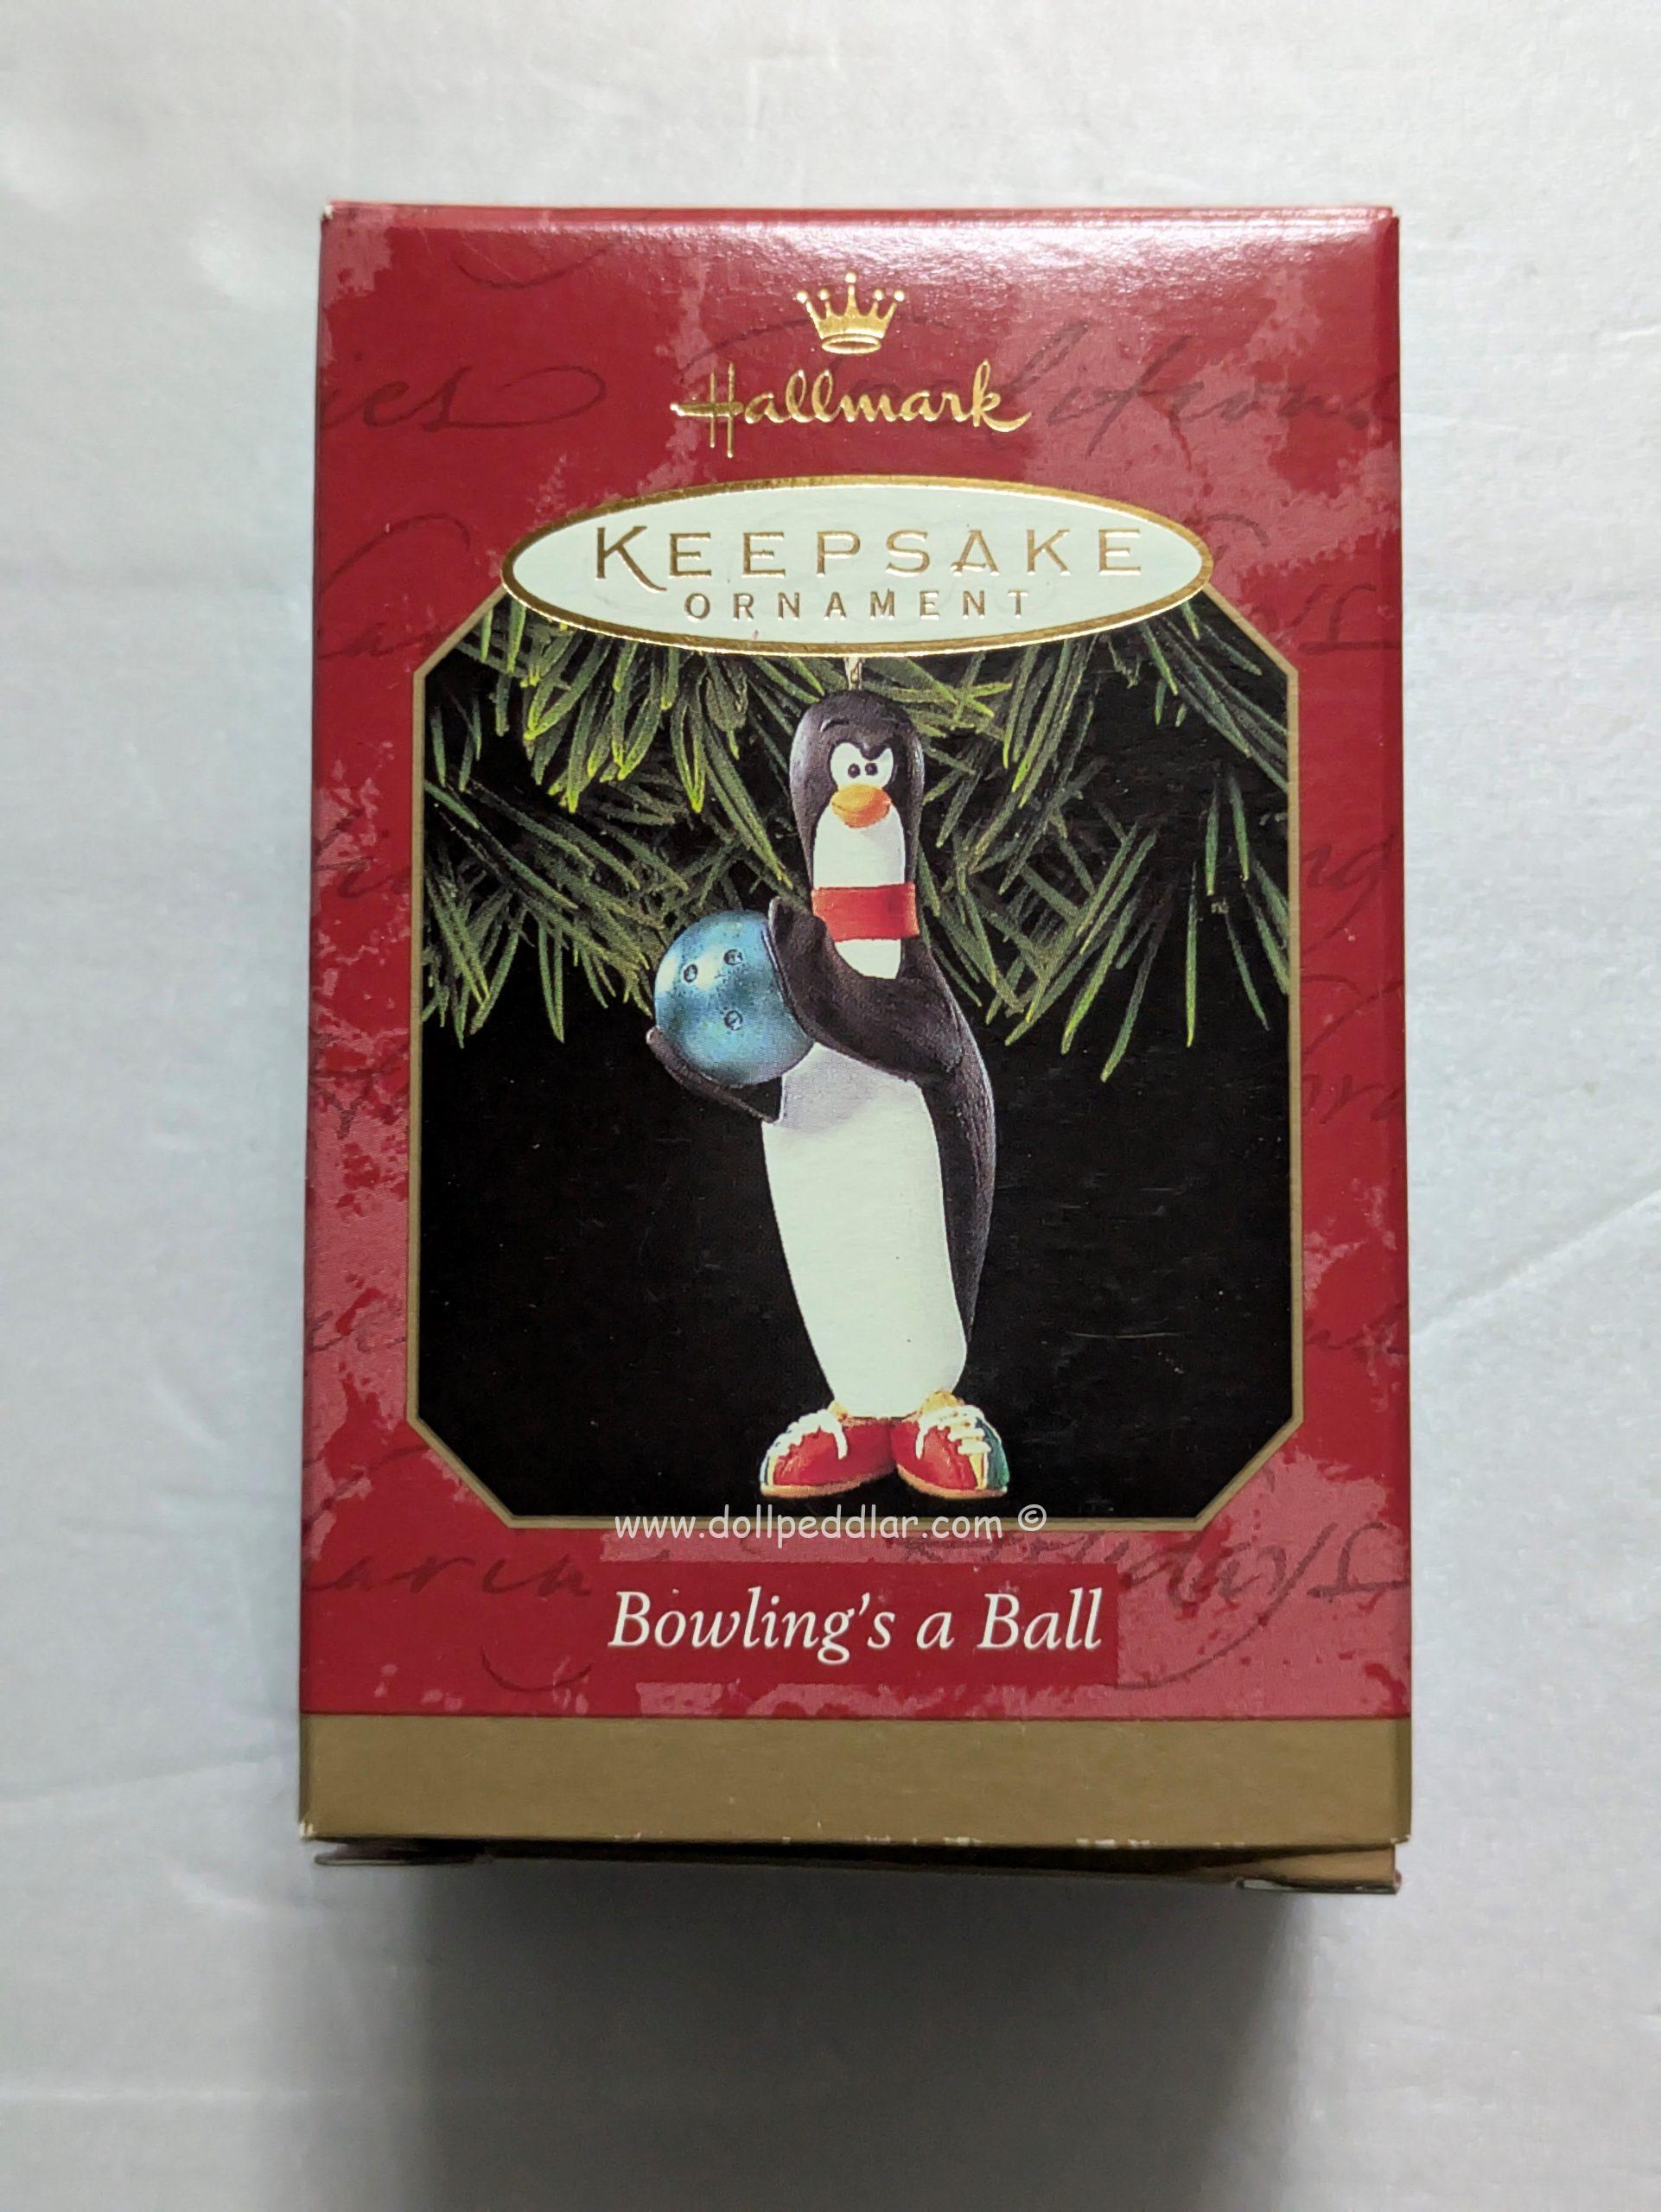 Hallmark
KEEPSAKE
ORNAMENT
www.dollpeddlar.com ©
Bowling's a Ball